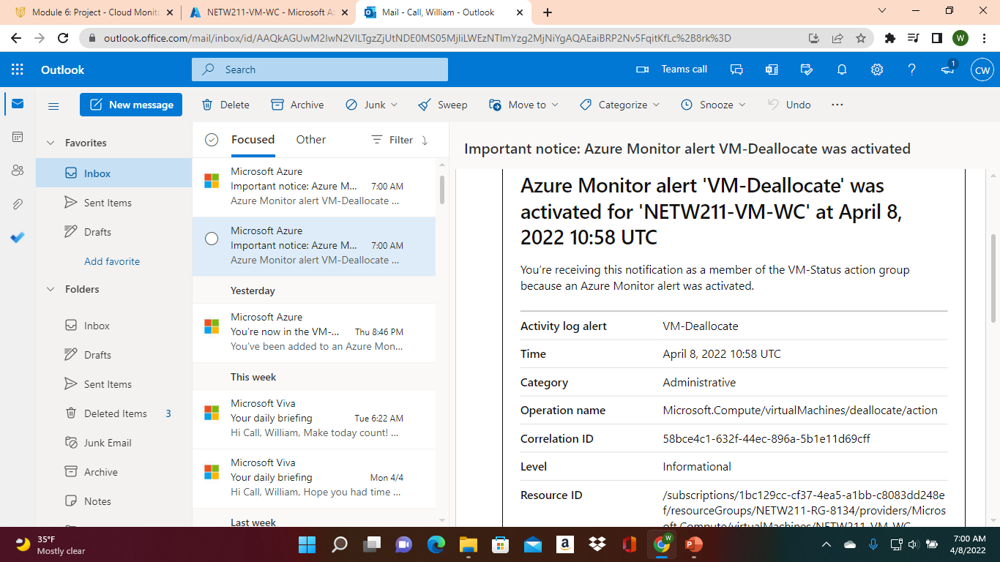 Module 6: Project - Cloud Monito
NETW211-VM-WC - Microsoft Az
Mail - Call, William - Outlook
outlook.office.com/mail/inbox/id/AAQkAGUwM2IwN2VlLTgzZjUtNDE0MS05MjliLWEzNTlmYzg2MjNiYgAQAEaiBRP2Nv5FqitKfLc%2B8rk%3D
W
Outlook
Search
Teams call
1
CW
New message
Delete
Archive
Junk
Sweep
Move to
Categorize
Snooze
Undo
Favorites
Inbox
Sent Items
Drafts
Add favorite
Folders
Inbox
Drafts
Sent Items
Deleted Items 3
Junk Email
Archive
Notes
Focused
Other
Filter
Microsoft Azure
Important notice: Azure M... 7:00 AM
Azure Monitor alert VM-Deallocate ...
Microsoft Azure
Important notice: Azure M... 7:00 AM
Azure Monitor alert VM-Deallocate ...
Yesterday
Microsoft Azure
You're now in the VM-... Thu 8:46 PM
You've been added to an Azure Mon...
This week
Microsoft Viva
Your daily briefing Tue 6:22 AM
Hi Call, William, Make today count! ...
Microsoft Viva
Your daily briefing Mon 4/4
Hi Call, William, Hope you had time ...
Last week
Important notice: Azure Monitor alert VM-Deallocate was activated
Azure Monitor alert 'VM-Deallocate' was
activated for 'NETW211-VM-WC' at April 8,
2022 10:58 UTC
You're receiving this notification as a member of the VM-Status action group
because an Azure Monitor alert was activated.
Activity log alert VM-Deallocate
Time April 8, 2022 10:58 UTC
Category Administrative
Operation name Microsoft.Compute/virtualMachines/deallocate/action
Correlation ID 58bce4c1-632f-44ec-896a-5b1e11d69cff
Level Informational
Resource ID /subscriptions/1bc129cc-cf37-4ea5-a1bb-c8083dd248e
f/resourceGroups/NETW211-RG-8134/providers/Micros
oft.Compute/virtualMachines/NETW211-VM-WC
35°F
Mostly clear
7:00 AM
4/8/2022